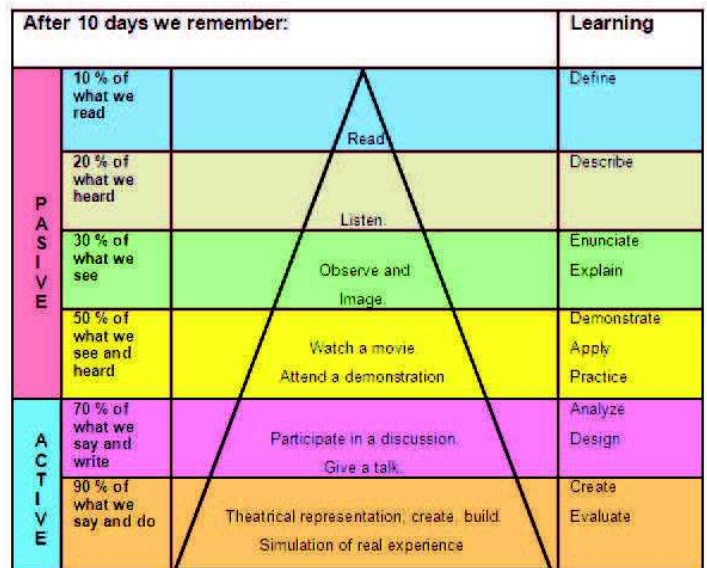 After 10 days we remember:
Learning
PASIVE
10 % of
what we
read
Read
Define
20 % of
what we
heard
Listen.
Describe
30 % of
what we
see
Observe and
Image.
Enunciate
Explain
50 % of
what we
see and
heard
Watch a movie
Attend a demonstration
Demonstrate
Apply
Practice
ACTIVE
70 % of
what we
say and
write
Participate in a discussion.
Give a talk.
Analyze
Design
90 % of
what we
say and do
Theatrical representation, create build.
Simulation of real experience
Create
Evaluate